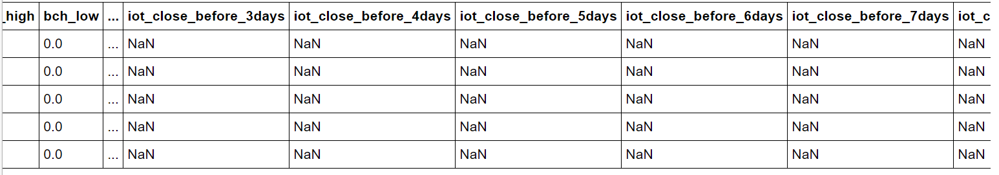 _high bch_low ... iot_close_before_3days iot_close_before_4days iot_close_before_5days iot_close_before_6days iot_close_before_7days iot_c
0.0 ... NaN NaN NaN NaN NaN NaN
0.0 ... NaN NaN NaN NaN NaN NaN
0.0 ... NaN NaN NaN NaN NaN NaN
0.0 ... NaN NaN NaN NaN NaN NaN
0.0 ... NaN NaN NaN NaN NaN NaN